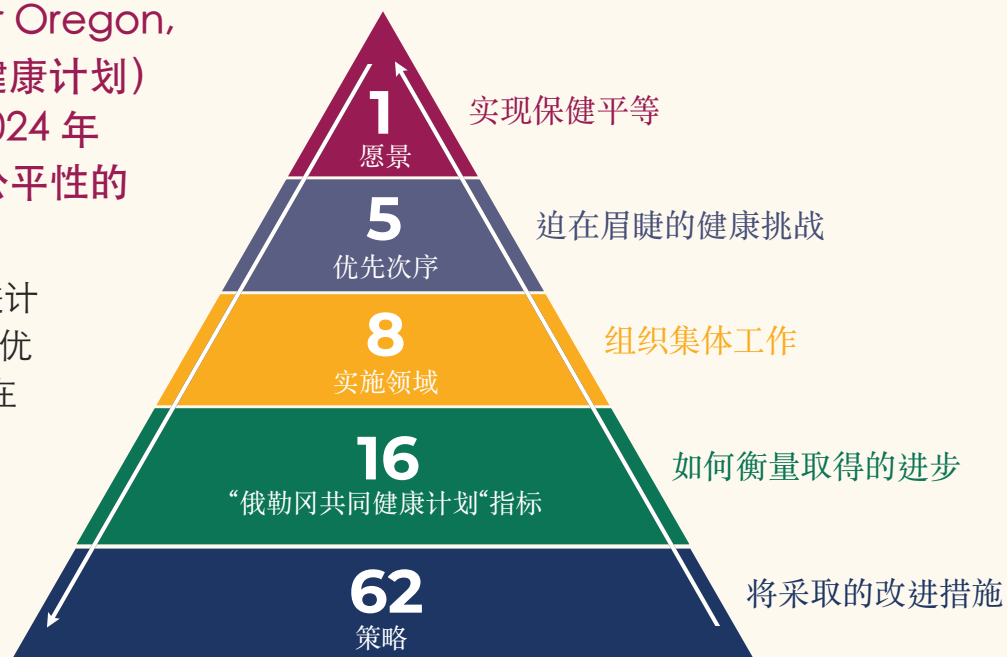 r Oregon,
健康计划）
024 年
公平性的
计
优
在
1
愿景
实现保健平等
5
优先次序
迫在眉睫的健康挑战
8
实施领域
组织集体工作
16
“俄勒冈共同健康计划“指标
如何衡量取得的进步
62
策略
将采取的改进措施